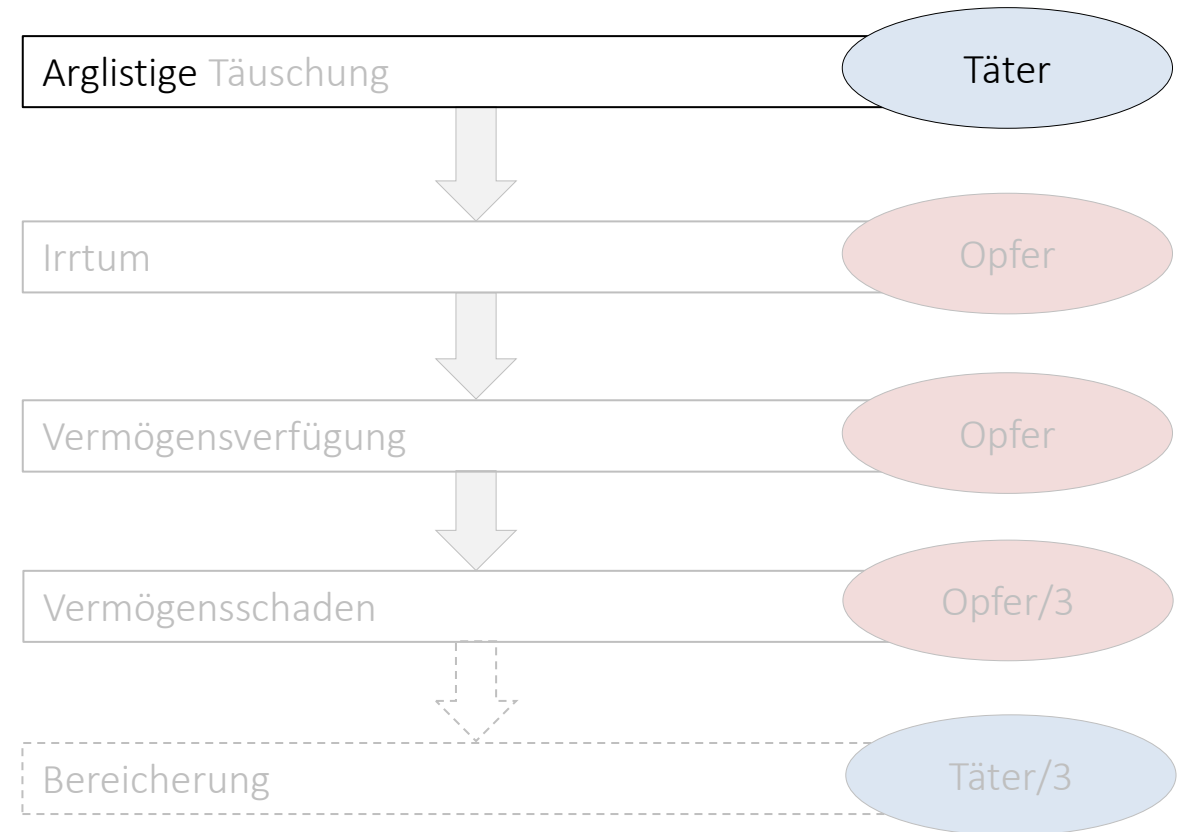 Arglistige Täuschung Täter
Irrtum Opfer
Vermögensverfügung Opfer
Vermögensschaden Opfer/3
Bereicherung Täter/3